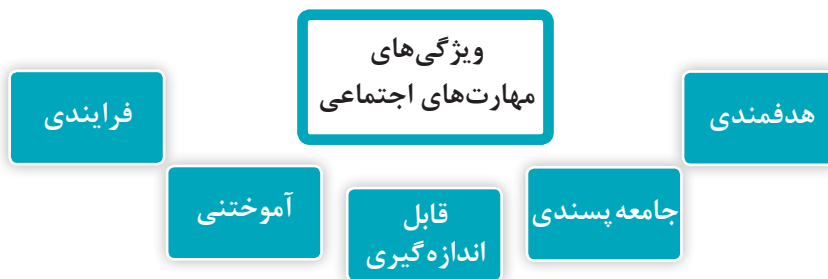 ویژگی‌های
مهارت‌های اجتماعی
هدفمندی
جامعه پسندی
قابل
اندازه‌گیری
آموختنی
فرایندی